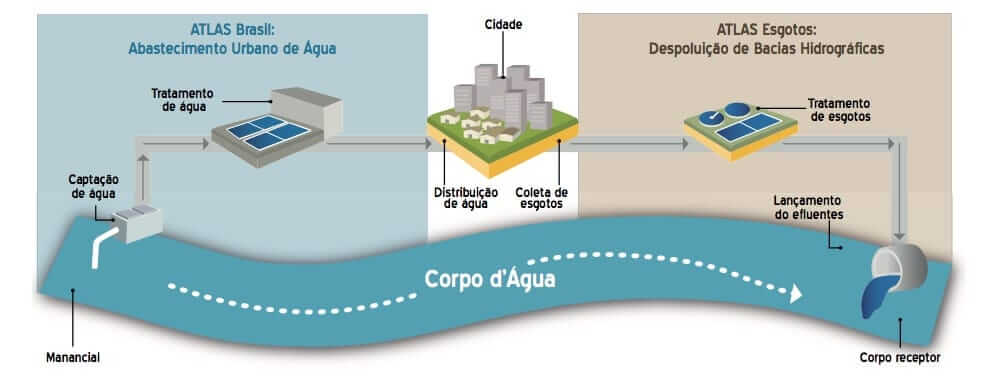 ATLAS Brasil:
Abastecimento Urbano de Água
Cidade
ATLAS Esgotos:
Despoluição de Bacias Hidrográficas
Tratamento
de água
Tratamento
de esgotos
Captação
de água
Distribuição
de água
Coleta de
esgotos
Lançamento
do efluentes
Corpo d'Água
Manancial
Corpo receptor